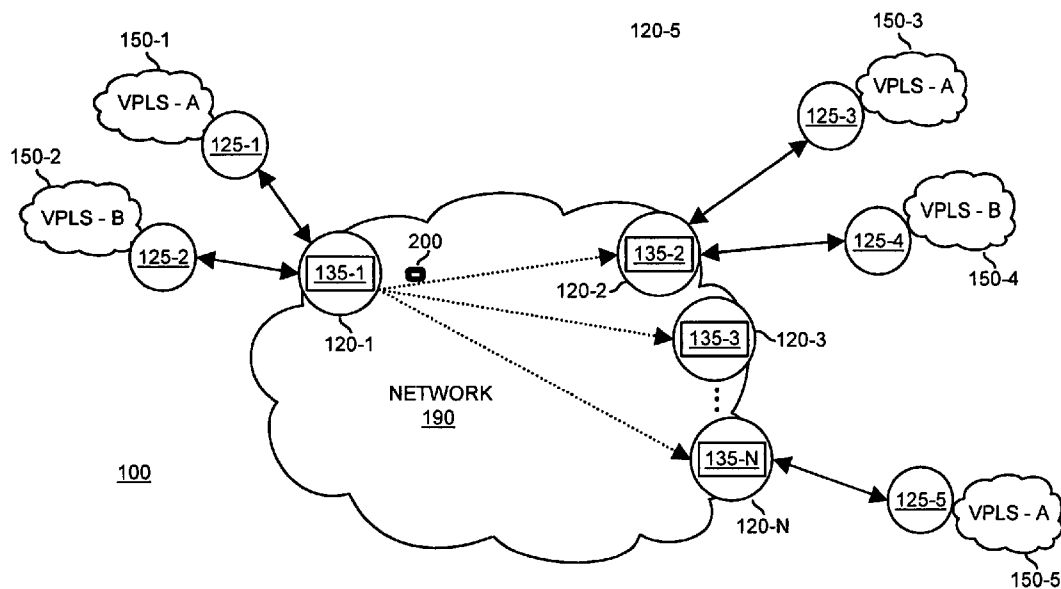 150-1
120-5
150-3
VPLS - A
VPLS - A
125-3
125-1
150-2
VPLS - B
VPLS - B
200
125-2
135-1
135-2
125-4
150-4
120-2
120-1
135-3
120-3
NETWORK
190
135-N
100
125-5
VPLS - A
120-N
150-5